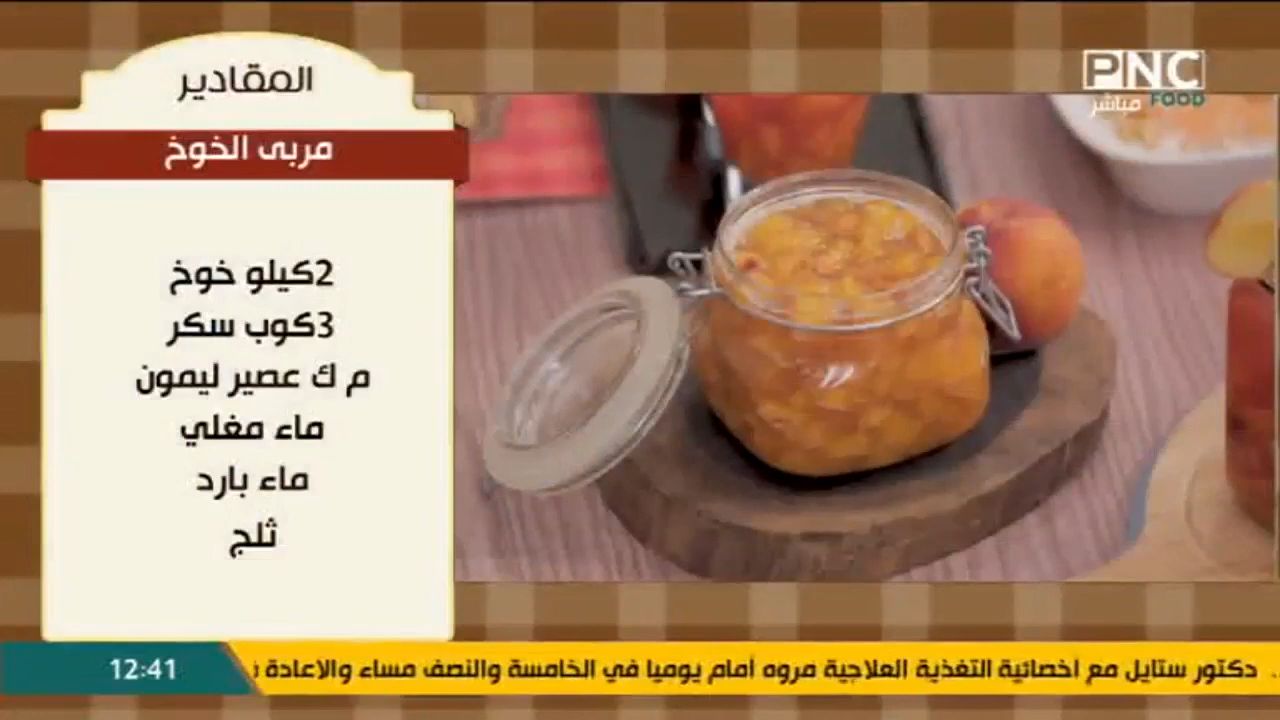 المقادير
مربى الخوخ
2كيلو خوخ
3كوب سكر
م ك عصير ليمون
ماء مغلي
ماء بارد
ثلج
PNC
FOOD
مباشر
دكتور ستايل مع اخصائية التغذية العلاجية مروه أمام يوميا في الخامسة والنصف مساء والاعادة
12:41